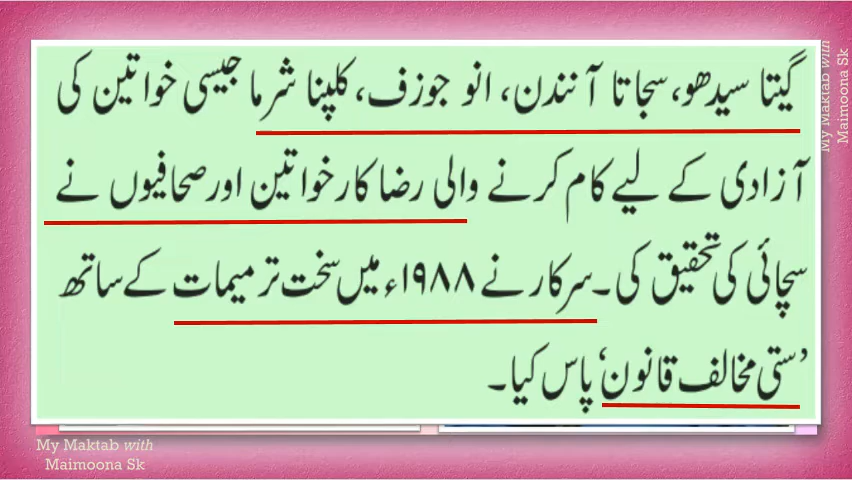 گیتا سیدھو، سجاتا آنندن، انو جوزف، کلپنا شرما جیسی خواتین کی
آزادی کے لیے کام کرنے والی رضا کار خواتین اور صحافیوں نے
سچائی کی تحقیق کی۔ سرکار نے ۱۹۸۸ء میں سخت ترمیمات کے ساتھ
’ستی مخالف قانون‘ پاس کیا۔
My Maktab with
Maimoona Sk
My Maktab with
Maimoona Sk